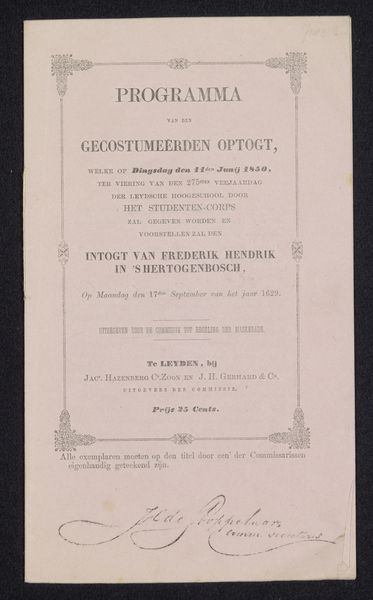 PROGRAMMA
VAN DEN
GECOSTUMEERDEN OPTOGT,
WELKE OP Dingsdag den 11den Junij 1850,
TER VIERING VAN DEN 275sten VERJAARDAG
DER LEYDSCHE HOOGESCHOOL DOOR
HET STUDENTEN-CORPS
ZAL GEGEVEN WORDEN EN
VOORSTELLEN ZAL DEN
INTOGT VAN FREDERIK HENDRIK
IN 'SHERTOGENBOSCH,
Op Maandag den 17den September van het jaar 1629.
UITGEGEVEN DOOR DE COMMISSIE TOT REGELING DER MASKERADE.
Te LEYDEN, bij
JACs. HAZENBERG Cs.ZOON EN J. H. GEBHARD & Co.
UITGEVERS DER COMMISSIE.
Prijs 25 Cents.
Alle exemplaren moeten op den titel door een' der Commissarissen
eigenhandig geteekend zijn.